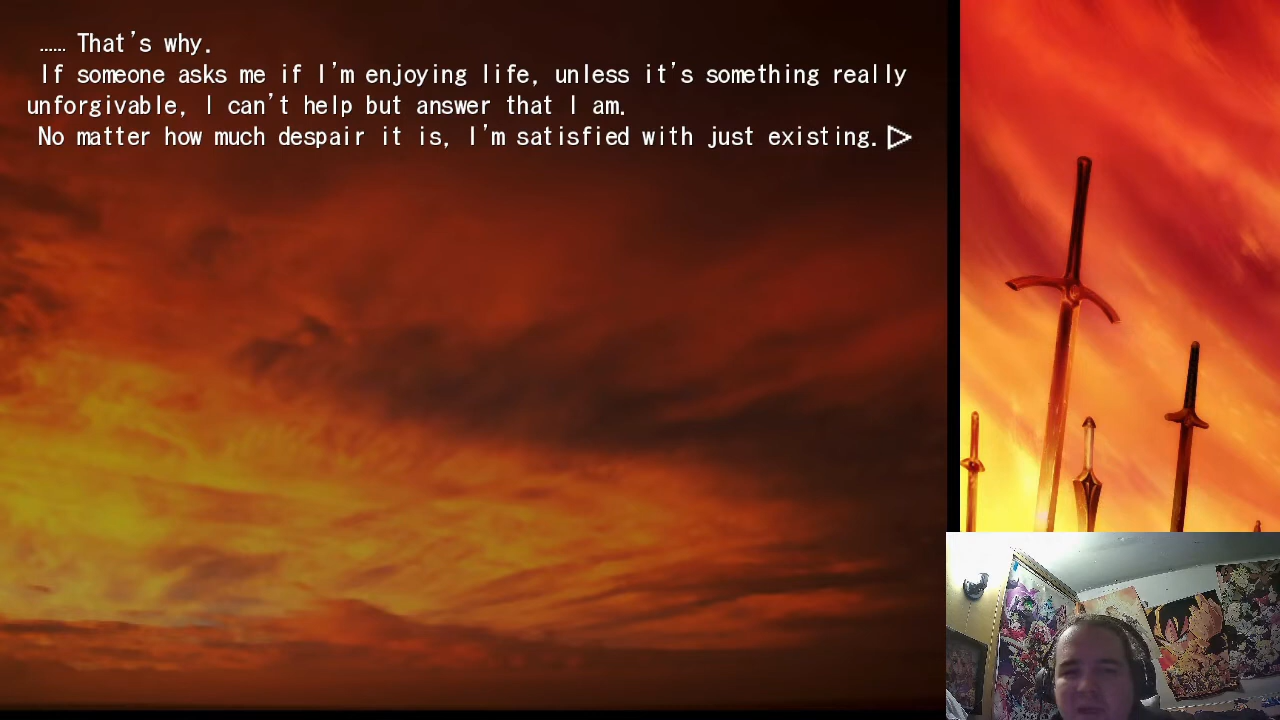 …… That's why.
If someone asks me if I'm enjoying life, unless it's something really
unforgivable, I can't help but answer that I am.
No matter how much despair it is, I'm satisfied with just existing.